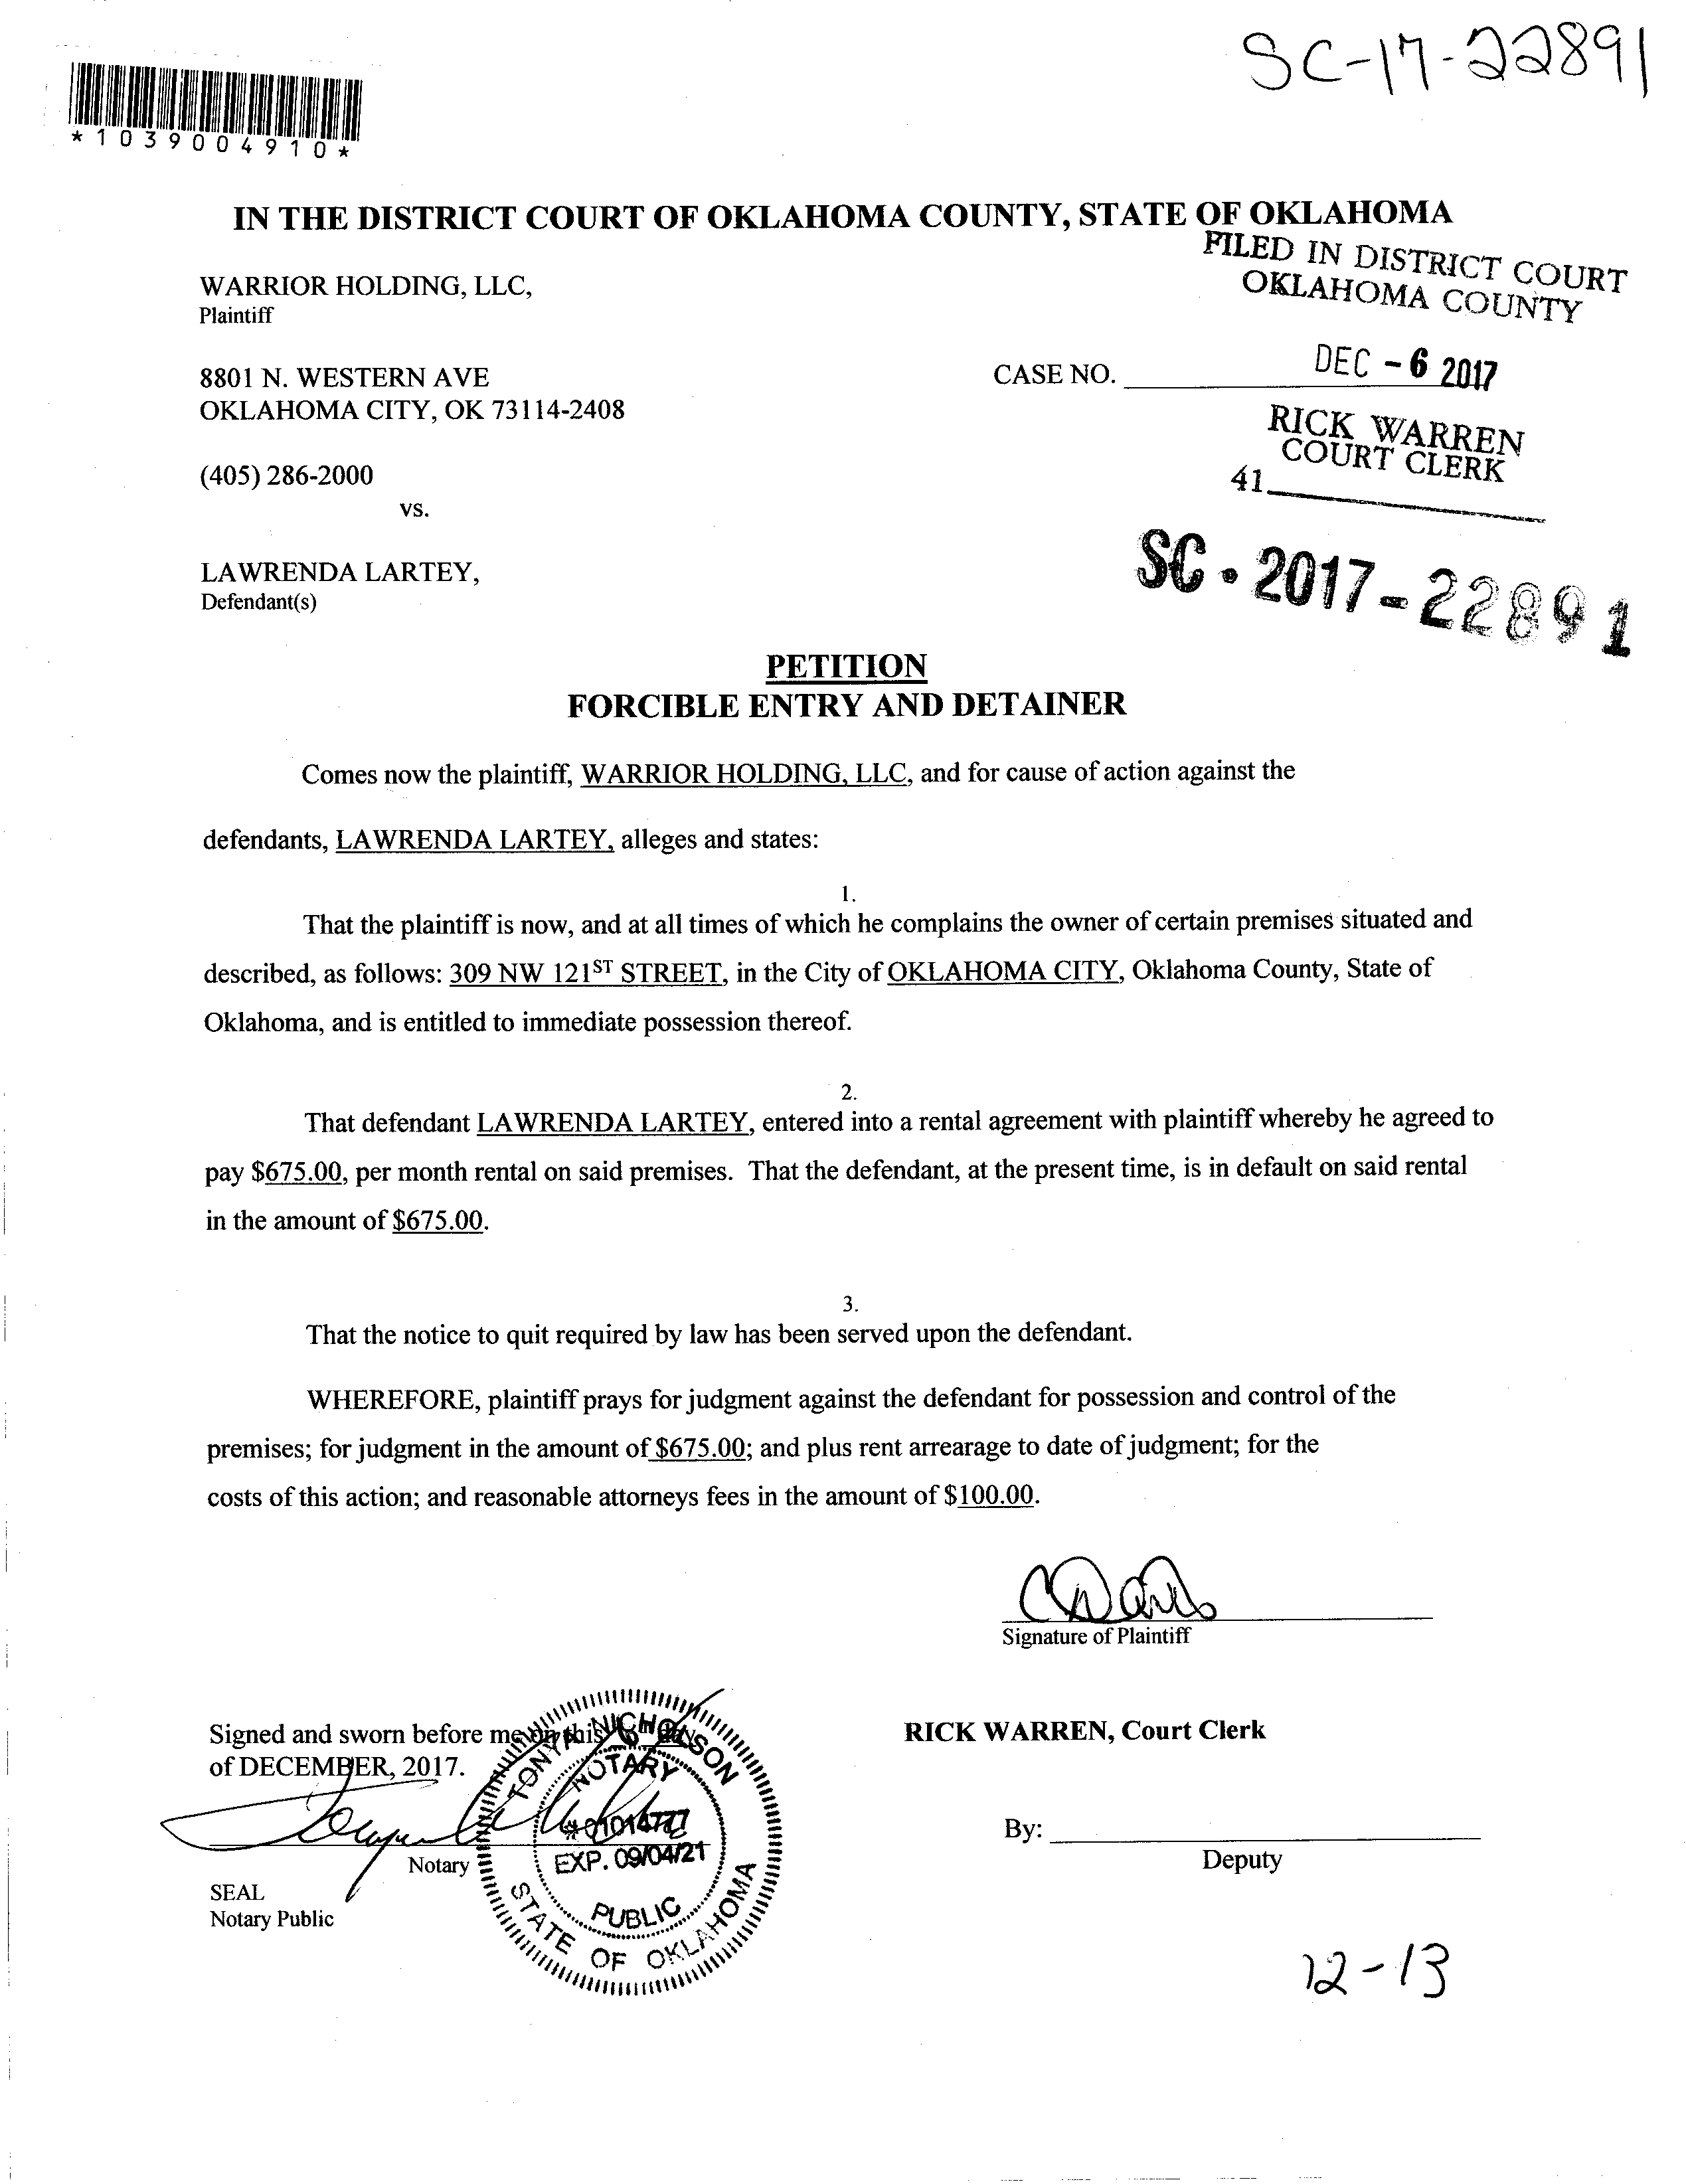 SC-17-22891
*1039004910*
IN THE DISTRICT COURT OF OKLAHOMA COUNTY, STATE OF OKLAHOMA
FILED IN DISTRICT COURT
OKLAHOMA COUNTY
WARRIOR HOLDING, LLC,
Plaintiff
8801 N. WESTERN AVE
OKLAHOMA CITY, OK 73114-2408
CASE NO.
DEC - 6 2017
RICK WARREN
COURT CLERK
41
(405) 286-2000
vs.
SC - 2017 - 22891
LAWRENDA LARTEY,
Defendant(s)
PETITION
FORCIBLE ENTRY AND DETAINER
Comes now the plaintiff, WARRIOR HOLDING, LLC, and for cause of action against the
defendants, LAWRENDA LARTEY, alleges and states:
1.
That the plaintiff is now, and at all times of which he complains the owner of certain premises situated and
described, as follows: 309 NW 121ST STREET, in the City of OKLAHOMA CITY, Oklahoma County, State of
Oklahoma, and is entitled to immediate possession thereof.
2.
That defendant LAWRENDA LARTEY, entered into a rental agreement with plaintiff whereby he agreed to
pay $675.00, per month rental on said premises. That the defendant, at the present time, is in default on said rental
in the amount of $675.00.
3.
That the notice to quit required by law has been served upon the defendant.
WHEREFORE, plaintiff prays for judgment against the defendant for possession and control of the
premises; for judgment in the amount of $675.00; and plus rent arrearage to date of judgment; for the
costs of this action; and reasonable attorneys fees in the amount of $100.00.
Signature of Plaintiff
Signed and sworn before me on this day
of DECEMBER, 2017.
Notary
SEAL
Notary Public
TONYA NICHOLSON
NOTARY
# 01014777
EXP. 09/04/21
PUBLIC
STATE OF OKLAHOMA
RICK WARREN, Court Clerk
By:
Deputy
12-13